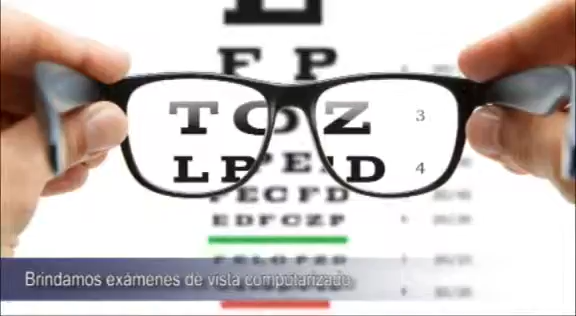 F P
T O Z 3
L P E D 4
P E C F D
E D F C Z P
Brindamos exámenes de vista computarizado